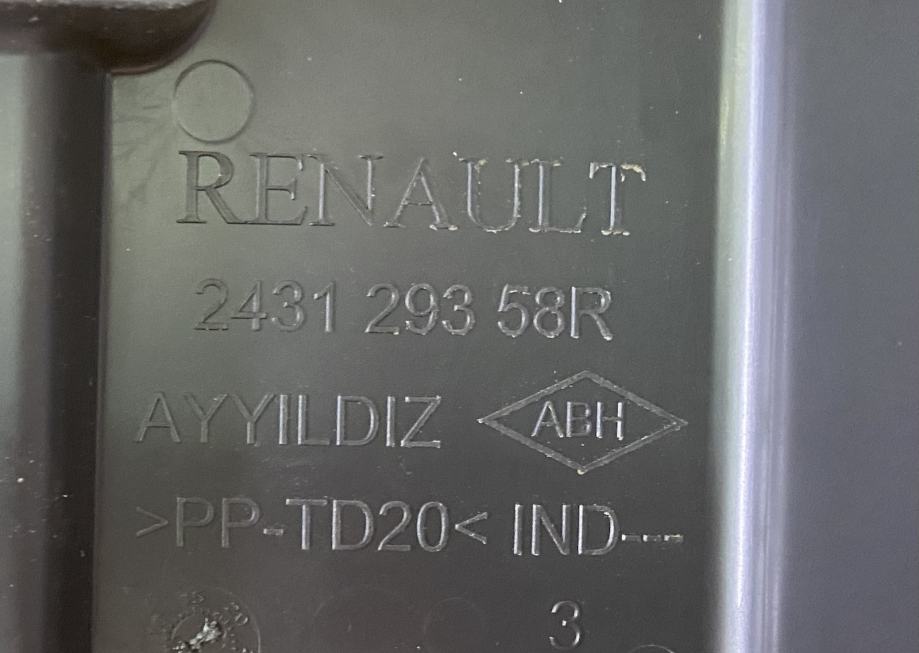 RENAULT
2431 293 58R
AYYILDIZ ABH
>PP-TD20< IND---
3